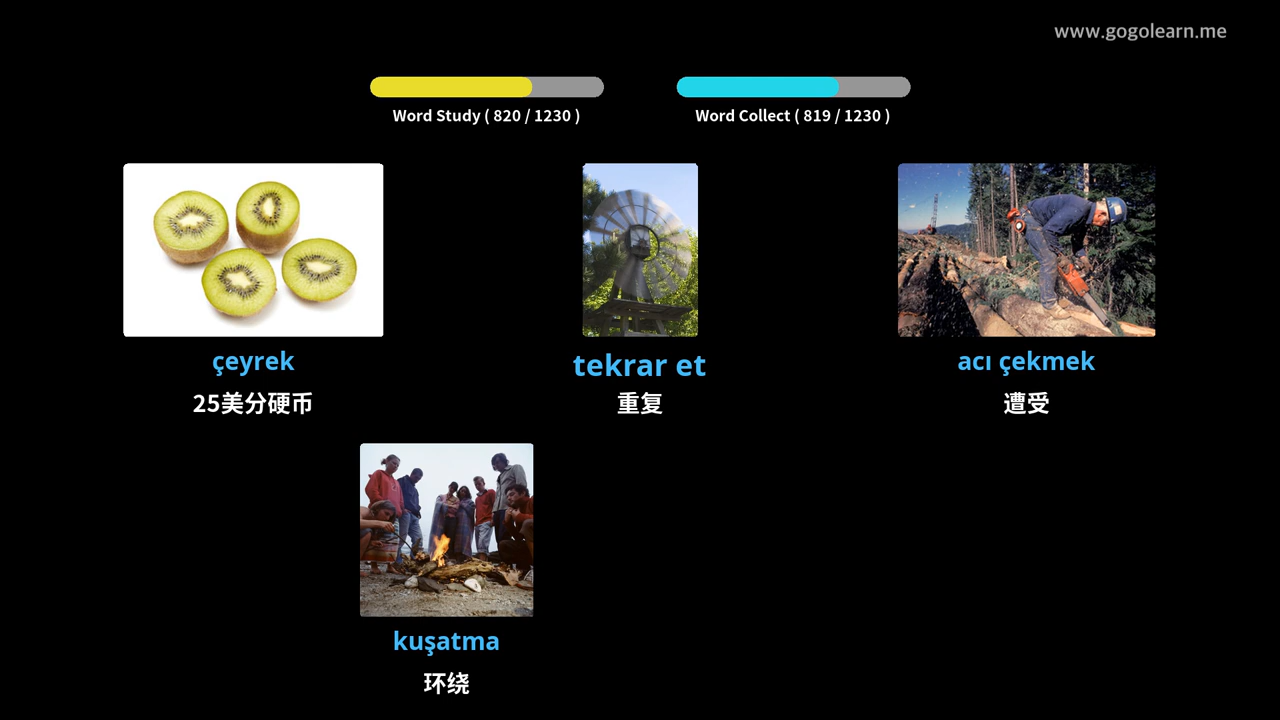 www.gogolearn.me
Word Study ( 820 / 1230 )
Word Collect ( 819 / 1230 )
çeyrek
25美分硬币
tekrar et
重复
acı çekmek
遭受
kuşatma
环绕